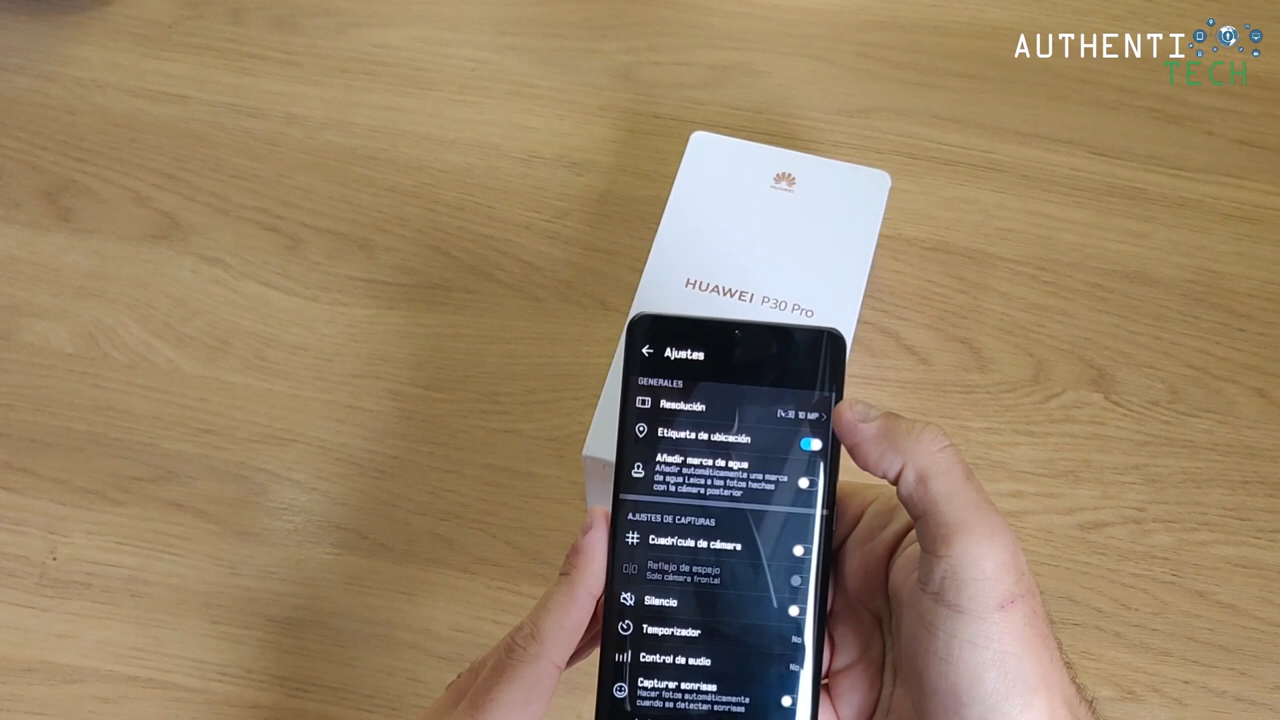 AUTHENTI
TECH
HUAWEI
HUAWEI P30 Pro
Ajustes
GENERALES
Resolución [4:3] 10 MP
Etiqueta de ubicación
Añadir marca de agua
Añadir automáticamente una marca
de agua Leica a las fotos hechas
con la cámara posterior
AJUSTES DE CAPTURAS
Cuadrícula de cámara
Reflejo de espejo
Solo cámara frontal
Silencio
Temporizador No
Control de audio No
Capturar sonrisas
Hacer fotos automáticamente
cuando se detectan sonrisas